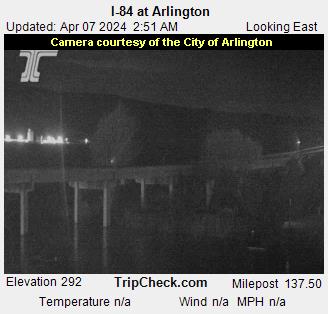 I-84 at Arlington
Updated: Apr 07 2024 2:51 AM Looking East
Camera courtesy of the City of Arlington
Elevation 292 TripCheck.com Milepost 137.50
Temperature n/a Wind n/a MPH n/a